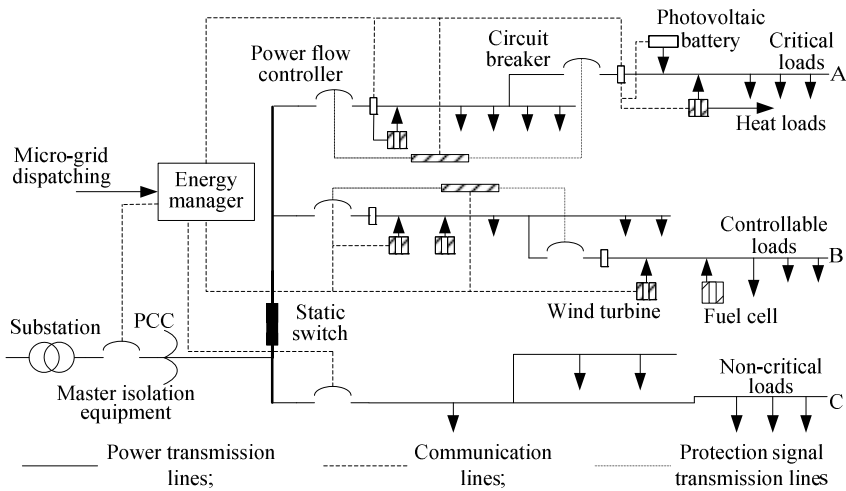 Photovoltaic
battery
Circuit
breaker
Critical
loads
Power flow
controller
A
Heat loads
Micro-grid
dispatching
Energy
manager
Controllable
loads
B
Wind turbine
Fuel cell
Static
switch
PCC
Substation
Master isolation
equipment
Non-critical
loads
C
Power transmission
lines;
Communication
lines;
Protection signal
transmission lines